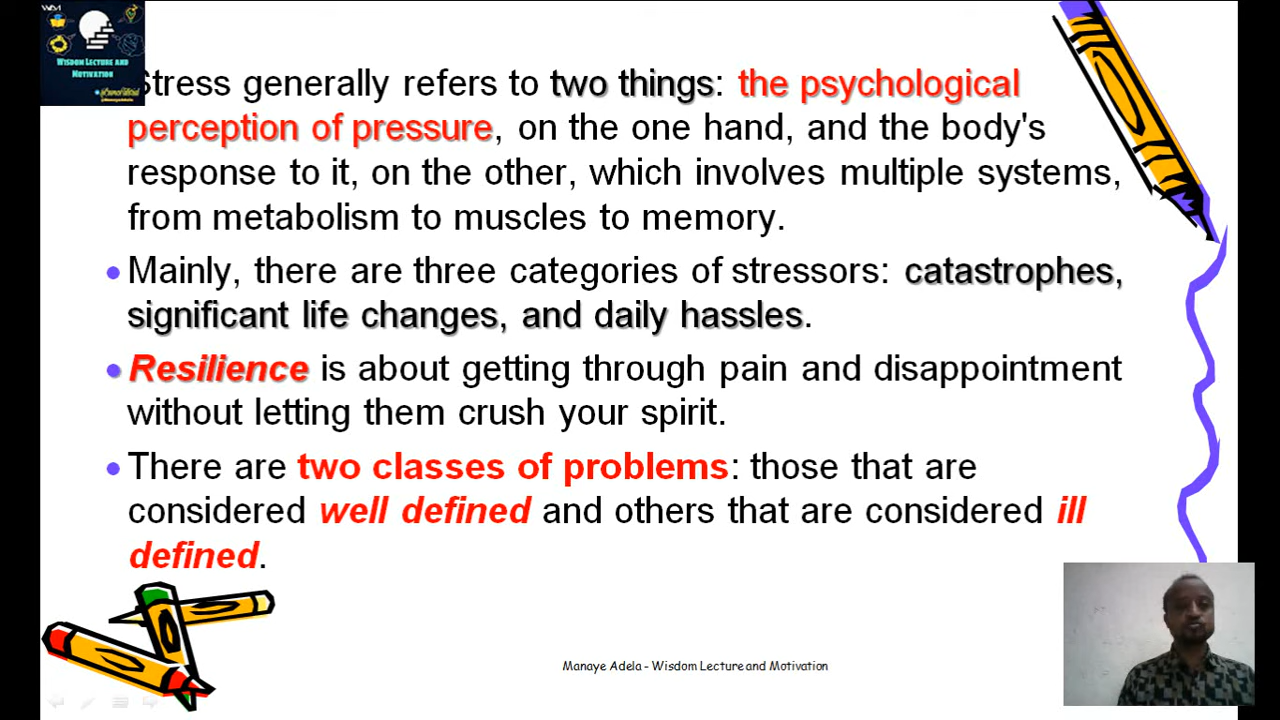 WISDOM LECTURE AND
MOTIVATION
Stress generally refers to two things: the psychological
perception of pressure, on the one hand, and the body's
response to it, on the other, which involves multiple systems,
from metabolism to muscles to memory.
• Mainly, there are three categories of stressors: catastrophes,
significant life changes, and daily hassles.
• Resilience is about getting through pain and disappointment
without letting them crush your spirit.
• There are two classes of problems: those that are
considered well defined and others that are considered ill
defined.
Manaye Adela - Wisdom Lecture and Motivation